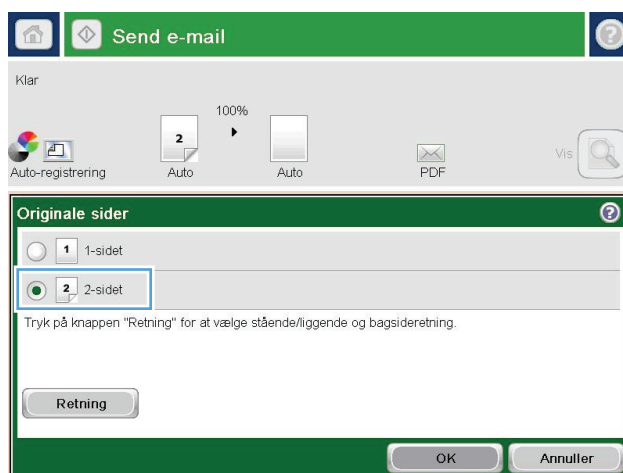 Send e-mail
Klar
100%
2
Auto-registrering
Auto
Auto
PDF
Vis
Originale sider
1 1-sidet
2 2-sidet
Tryk på knappen "Retning" for at vælge stående/liggende og bagsideretning.
Retning
OK Annuller